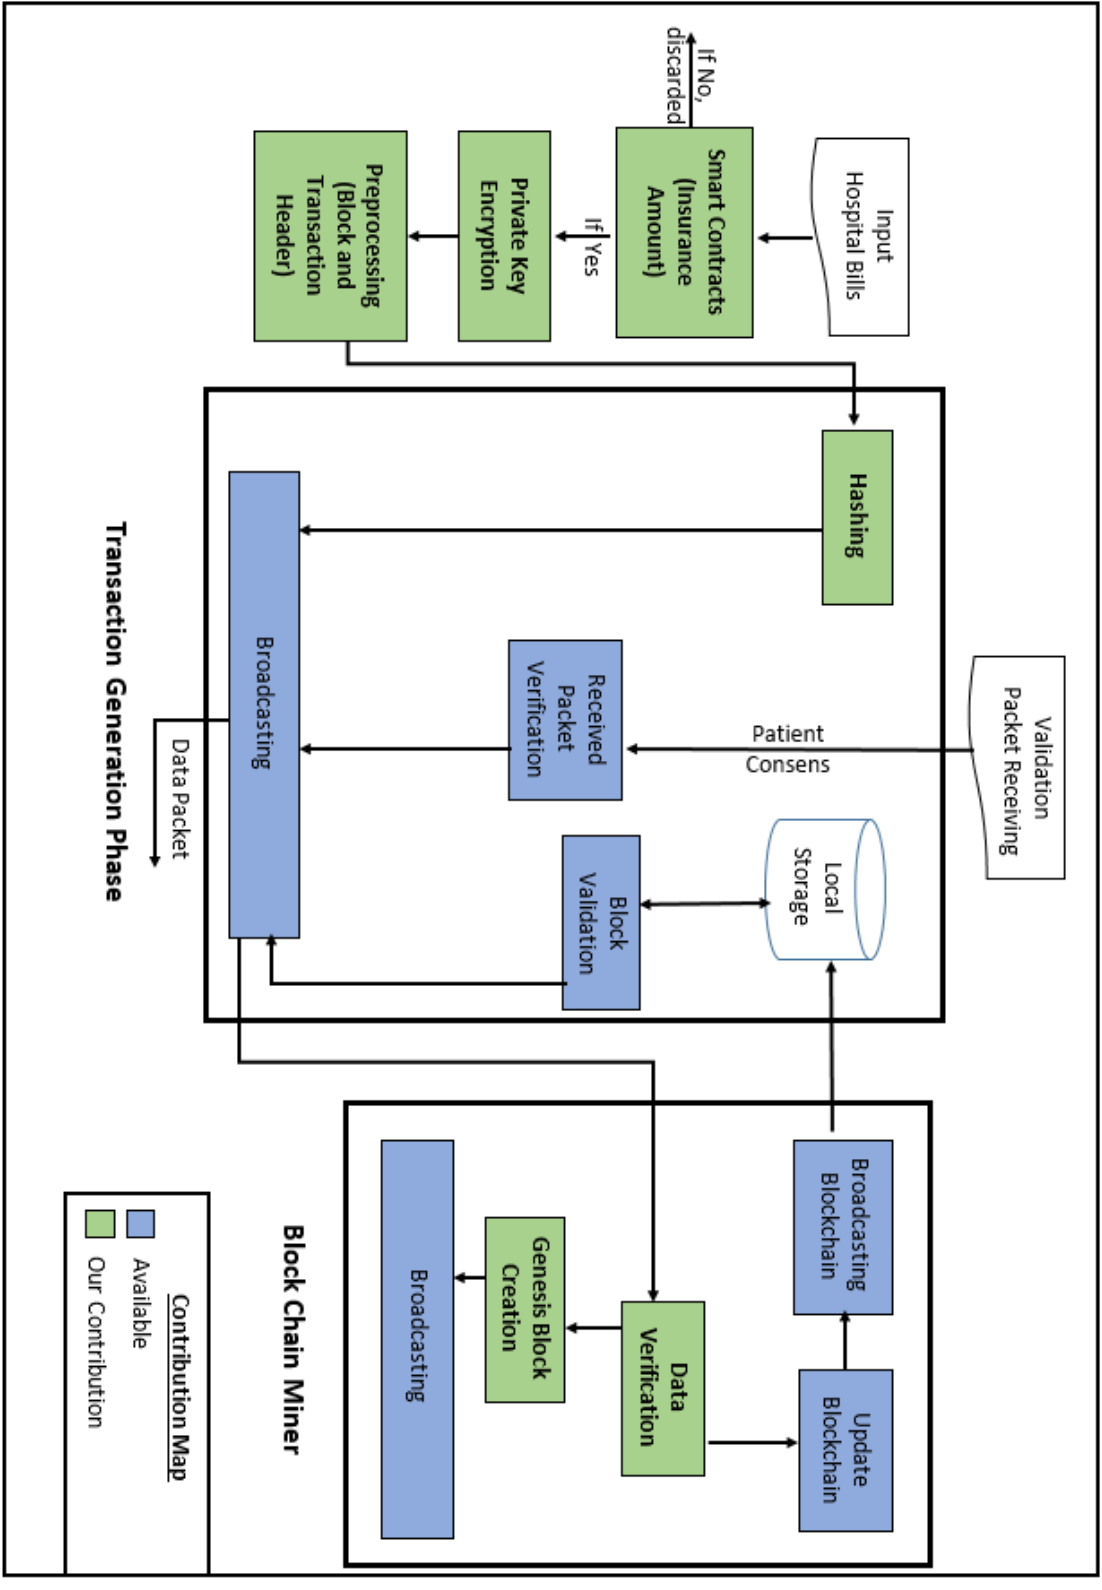 Input
Hospital Bills
Smart Contracts
(Insurance
Amount)
If No,
discarded
If Yes
Private Key
Encryption
Preprocessing
(Block and
Transaction
Header)
Validation
Packet Receiving
Hashing
Patient
Consens
Received
Packet
Verification
Local
Storage
Block
Validation
Broadcasting
Data Packet
Transaction Generation Phase
Broadcasting
Blockchain
Update
Blockchain
Data
Verification
Genesis Block
Creation
Broadcasting
Block Chain Miner
Contribution Map
Available
Our Contribution